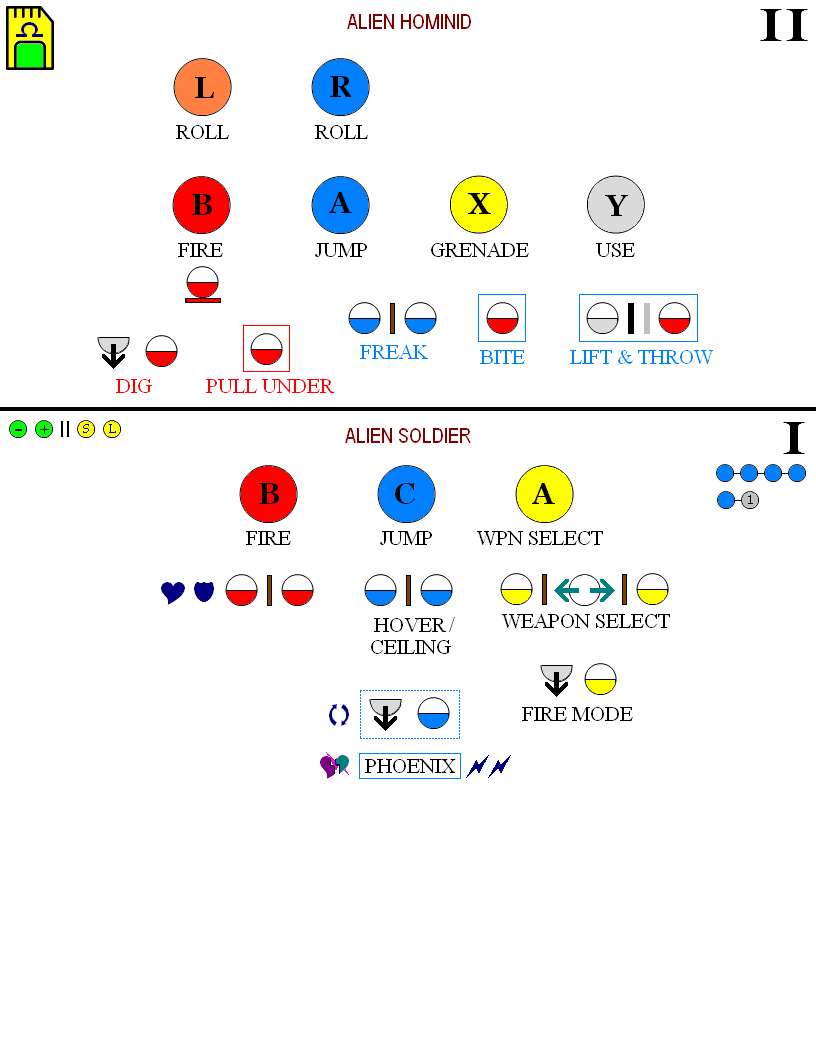 ALIEN HOMINID
II
Ω
L
R
ROLL
ROLL
B
A
X
Y
FIRE
JUMP
GRENADE
USE
FREAK
BITE
LIFT & THROW
DIG
PULL UNDER
- + S L
ALIEN SOLDIER
I
B
C
A
1
FIRE
JUMP
WPN SELECT
HOVER /
CEILING
WEAPON SELECT
FIRE MODE
PHOENIX